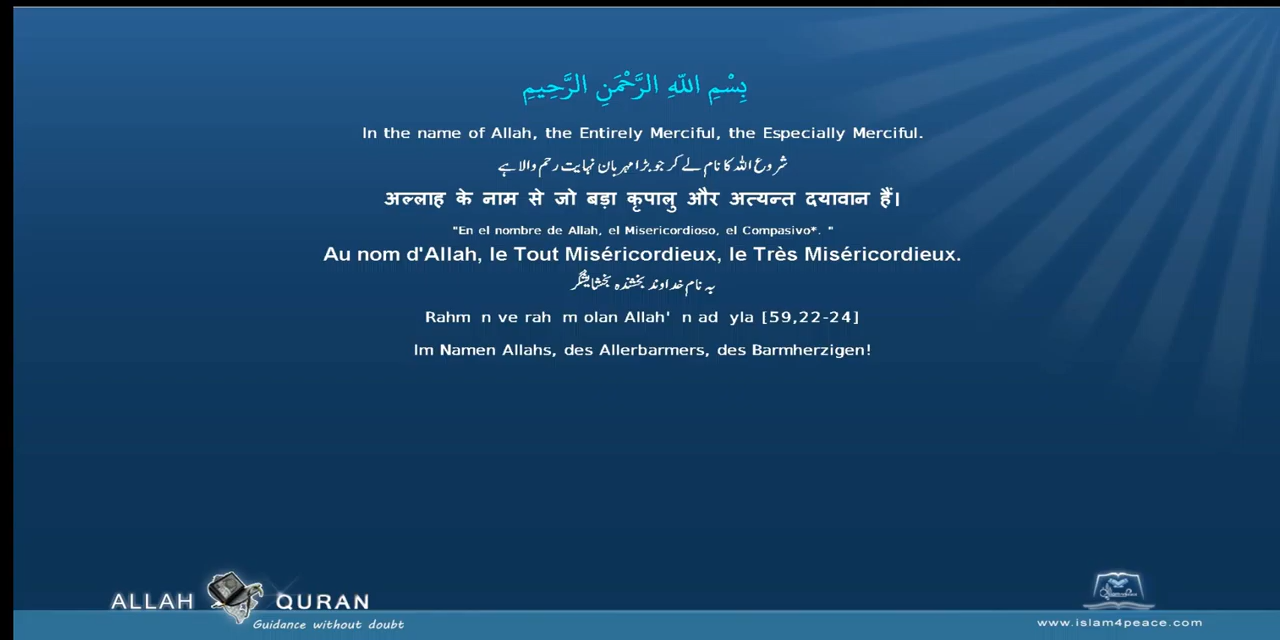 بِسْمِ اللَّهِ الرَّحْمَنِ الرَّحِيمِ
In the name of Allah, the Entirely Merciful, the Especially Merciful.
شروع الله کا نام لے کر جو بڑا مہربان نہایت رحم والا ہے
अल्लाह के नाम से जो बड़ा कृपालु और अत्यन्त दयावान हैं।
"En el nombre de Allah, el Misericordioso, el Compasivo*. "
Au nom d'Allah, le Tout Miséricordieux, le Très Miséricordieux.
به نام خداوند بخشنده بخشایشگر
Rahm n ve rah m olan Allah' n ad yla [59,22-24]
Im Namen Allahs, des Allerbarmers, des Barmherzigen!
ALLAH QURAN
Guidance without doubt
www.islam4peace.com